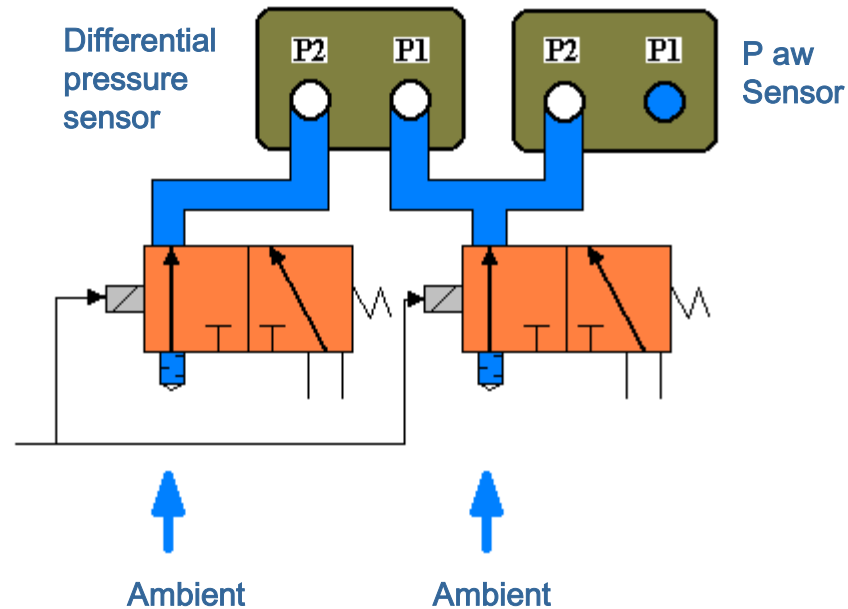 Differential
pressure
sensor
P2 P1
P2 P1
P aw
Sensor
Ambient
Ambient